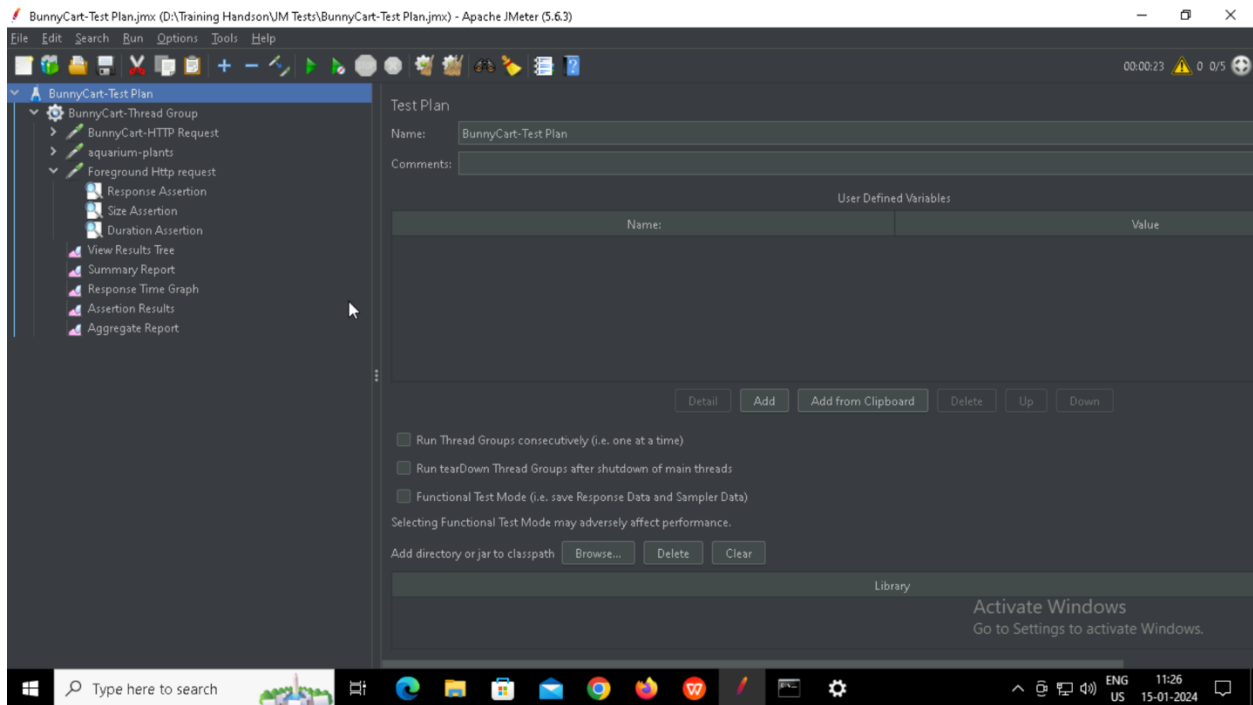 BunnyCart-Test Plan.jmx (D:\Training Handson\JM Tests\BunnyCart-Test Plan.jmx) - Apache JMeter (5.6.3)
File Edit Search Run Options Tools Help
00:00:23 0 0/5
BunnyCart-Test Plan
BunnyCart-Thread Group
BunnyCart-HTTP Request
aquarium-plants
Foreground Http request
Response Assertion
Size Assertion
Duration Assertion
View Results Tree
Summary Report
Response Time Graph
Assertion Results
Aggregate Report
Test Plan
Name: BunnyCart-Test Plan
Comments:
User Defined Variables
Name: Value
Detail Add Add from Clipboard Delete Up Down
Run Thread Groups consecutively (i.e. one at a time)
Run tearDown Thread Groups after shutdown of main threads
Functional Test Mode (i.e. save Response Data and Sampler Data)
Selecting Functional Test Mode may adversely affect performance.
Add directory or jar to classpath Browse... Delete Clear
Library
Activate Windows
Go to Settings to activate Windows.
Type here to search
ENG
US
11:26
15-01-2024